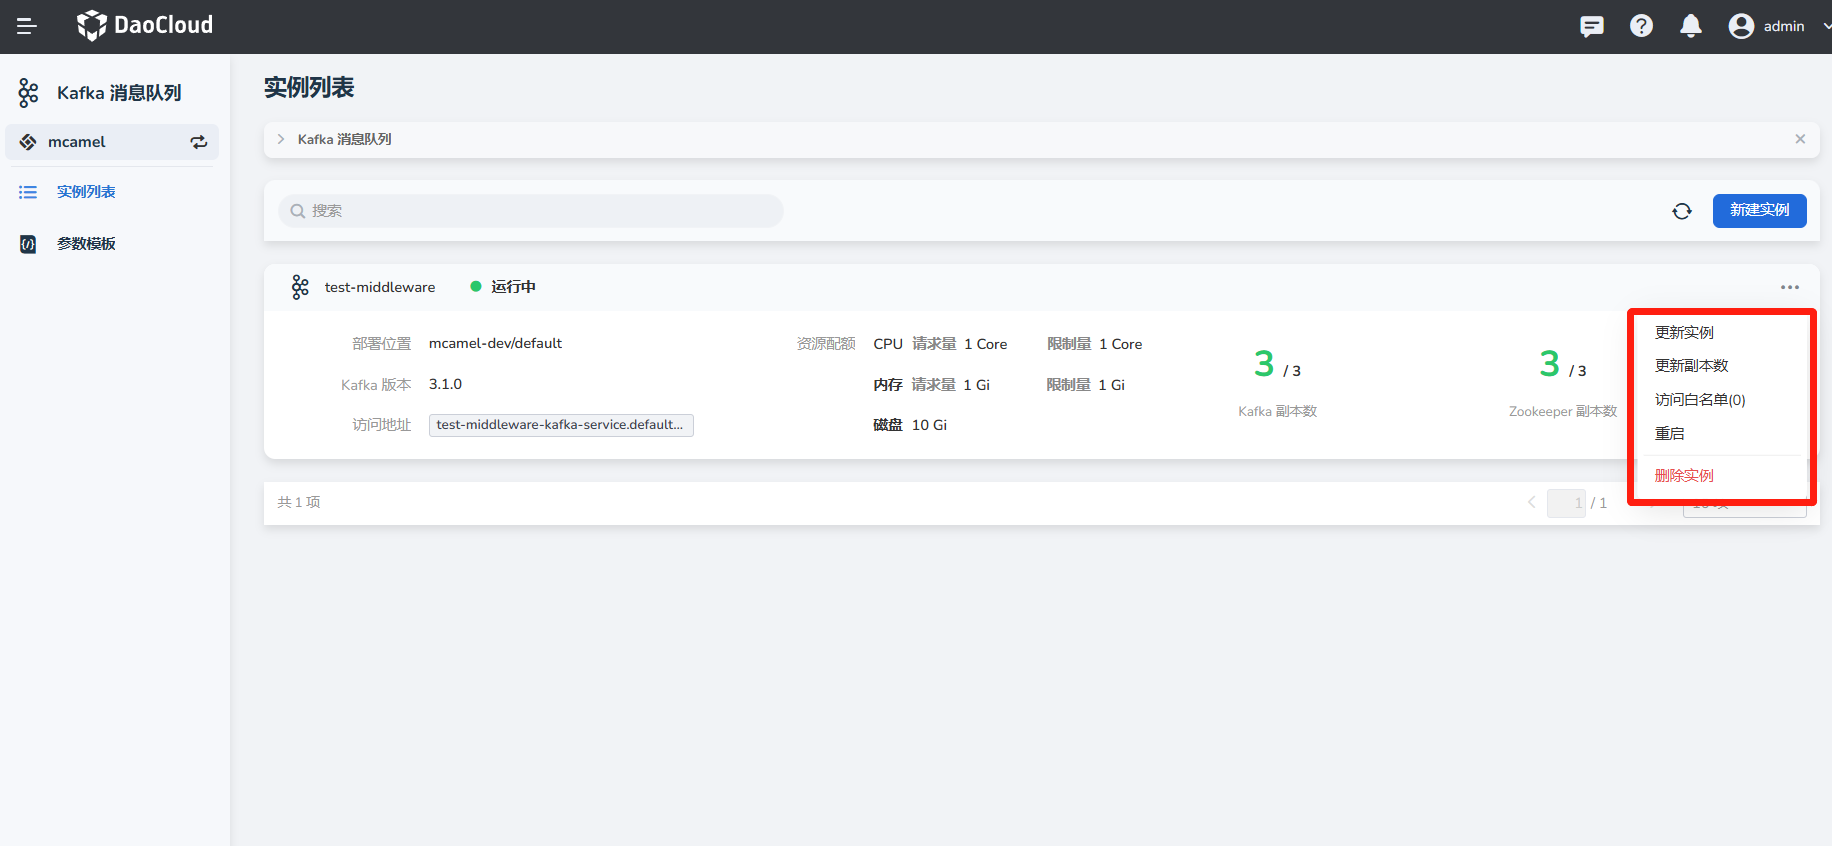 DaoCloud
admin
Kafka 消息队列
mcamel
实例列表
参数模板
实例列表
Kafka 消息队列
搜索
新建实例
test-middleware
运行中
部署位置 mcamel-dev/default
Kafka 版本 3.1.0
访问地址 test-middleware-kafka-service.default...
资源配额 CPU 请求量 1 Core 限制量 1 Core
内存 请求量 1 Gi 限制量 1 Gi
磁盘 10 Gi
3 / 3
Kafka 副本数
3 / 3
Zookeeper 副本数
更新实例
更新副本数
访问白名单(0)
重启
删除实例
共 1 项
1 / 1